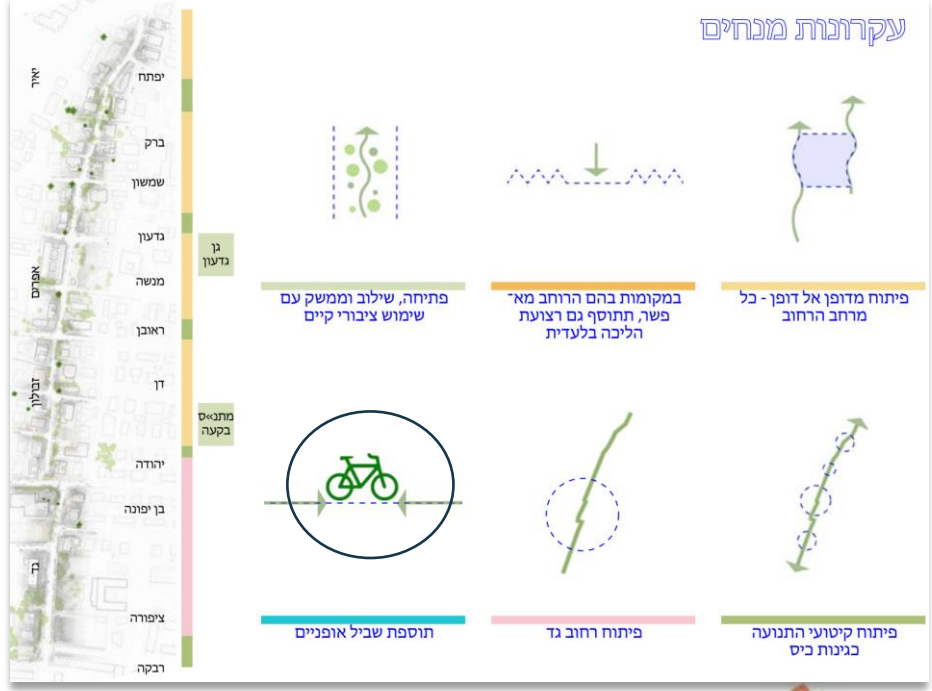 עקרונות מנחים
פיתוח מדופן אל דופן - כל
מרחב הרחוב
במקומות בהם הרוחב מא־
פשר, תתוסף גם רצועת
הליכה בלעדית
פתיחה, שילוב וממשק עם
שימוש ציבורי קיים
פיתוח קיטועי התנועה
כגינות כיס
פיתוח רחוב גד
תוספת שביל אופניים
גן
גדעון
מתנ»ס
בקעה
יפתח
ברק
שמשון
גדעון
מנשה
ראובן
דן
יהודה
בן יפונה
ציפורה
רבקה
יאיר
אפרים
זבולון
גד